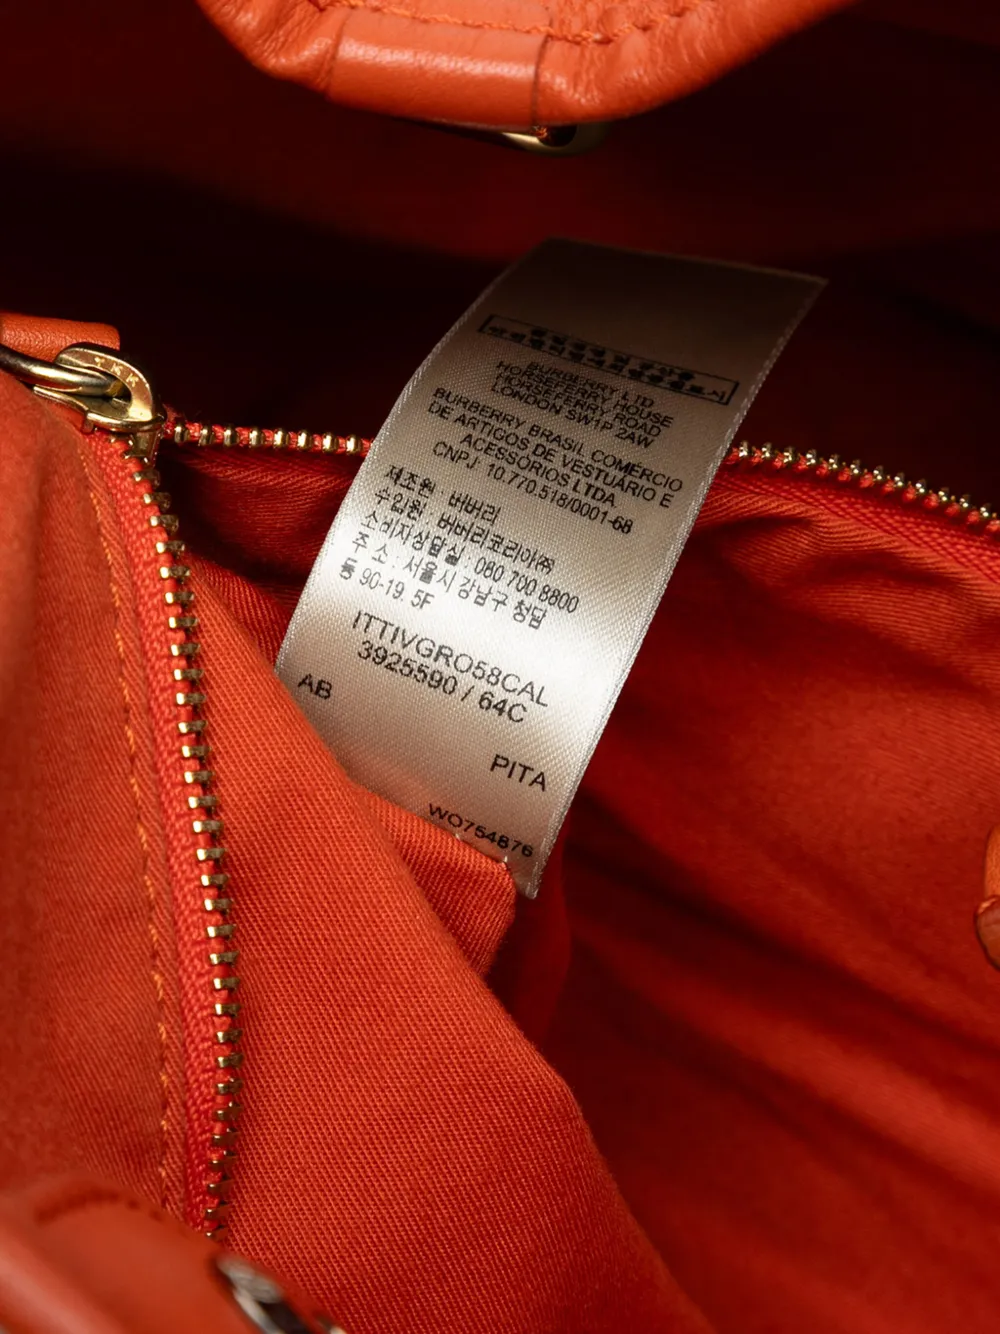 BURBERRY LTD
HORSEFERRY HOUSE
HORSEFERRY ROAD
LONDON SW1P 2AW
BURBERRY BRASIL COMÉRCIO
DE ARTIGOS DE VESTUÁRIO E
ACESSÓRIOS LTDA
CNPJ 10.770.518/0001-68
제조원 : 버버리
수입원 : 버버리코리아㈜
소비자상담실 : 080 700 8800
주 소 : 서울시 강남구 청담
동 90-19, 5F
ITTIVGRO58CAL
3925590 / 64C
AB
PITA
WO754876